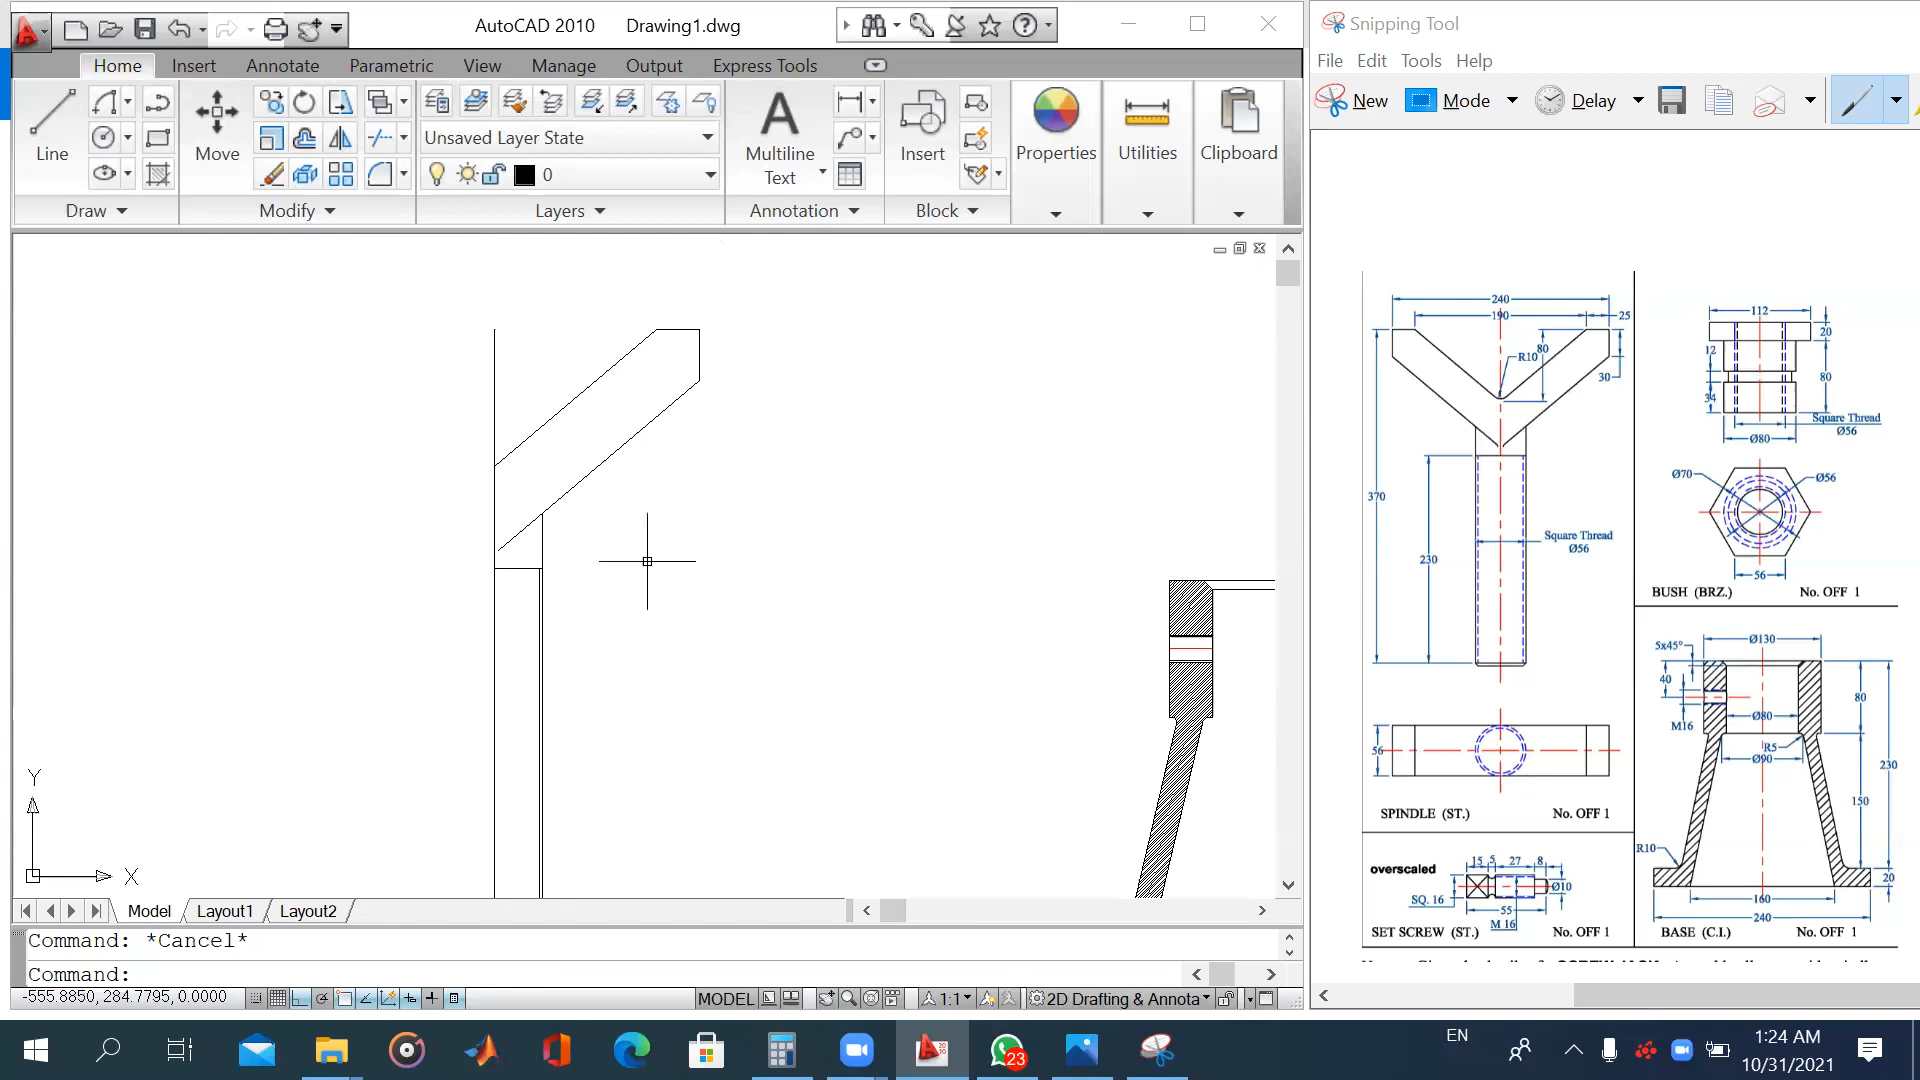 AutoCAD 2010 Drawing1.dwg
Home Insert Annotate Parametric View Manage Output Express Tools
Line
Move
Unsaved Layer State
0
Multiline
Text
Insert
Properties
Utilities
Clipboard
Draw
Modify
Layers
Annotation
Block
Y
X
Model Layout1 Layout2
Command: *Cancel*
Command:
-555.8850, 284.7795, 0.0000
MODEL
1:1
2D Drafting & Annota
Snipping Tool
File Edit Tools Help
New Mode Delay
240
190
25
R10
80
30
370
230
Square Thread
Ø56
56
SPINDLE (ST.) No. OFF 1
112
20
12
80
34
Square Thread
Ø56
Ø80
Ø70
Ø56
56
BUSH (BRZ.) No. OFF 1
overscaled
15 5 27 8
Ø10
SQ. 16
55
M 16
SET SCREW (ST.) No. OFF 1
Ø130
5x45°
40
80
M16
Ø80
R5
Ø90
230
150
R10
20
160
240
BASE (C.I.) No. OFF 1
23
2010
EN
1:24 AM
10/31/2021